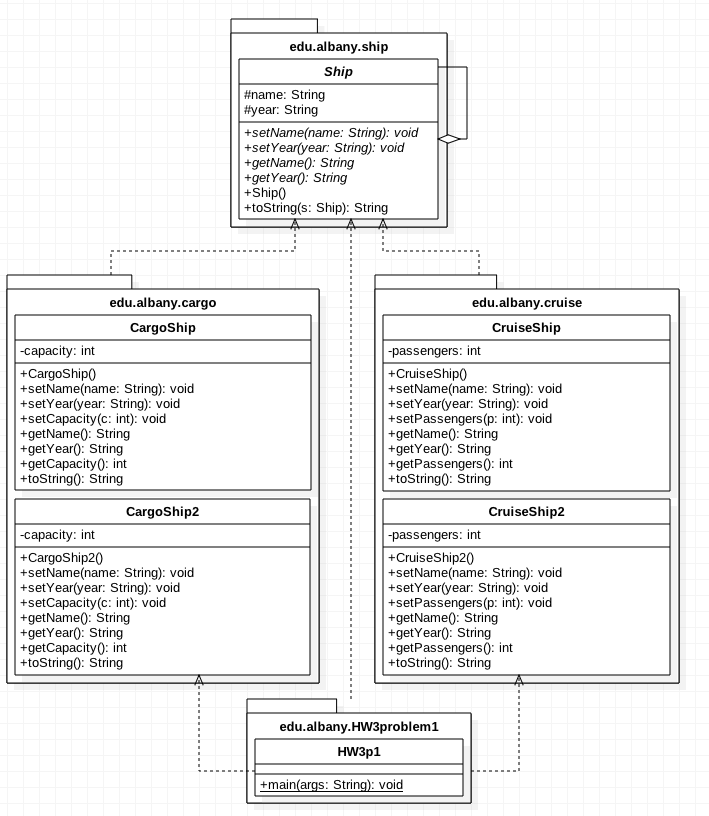 edu.albany.ship
Ship
#name: String
#year: String
+setName(name: String): void
+setYear(year: String): void
+getName(): String
+getYear(): String
+Ship()
+toString(s: Ship): String
edu.albany.cargo
CargoShip
-capacity: int
+CargoShip()
+setName(name: String): void
+setYear(year: String): void
+setCapacity(c: int): void
+getName(): String
+getYear(): String
+getCapacity(): int
+toString(): String
CargoShip2
-capacity: int
+CargoShip2()
+setName(name: String): void
+setYear(year: String): void
+setCapacity(c: int): void
+getName(): String
+getYear(): String
+getCapacity(): int
+toString(): String
edu.albany.cruise
CruiseShip
-passengers: int
+CruiseShip()
+setName(name: String): void
+setYear(year: String): void
+setPassengers(p: int): void
+getName(): String
+getYear(): String
+getPassengers(): int
+toString(): String
CruiseShip2
-passengers: int
+CruiseShip2()
+setName(name: String): void
+setYear(year: String): void
+setPassengers(p: int): void
+getName(): String
+getYear(): String
+getPassengers(): int
+toString(): String
edu.albany.HW3problem1
HW3p1
+main(args: String): void